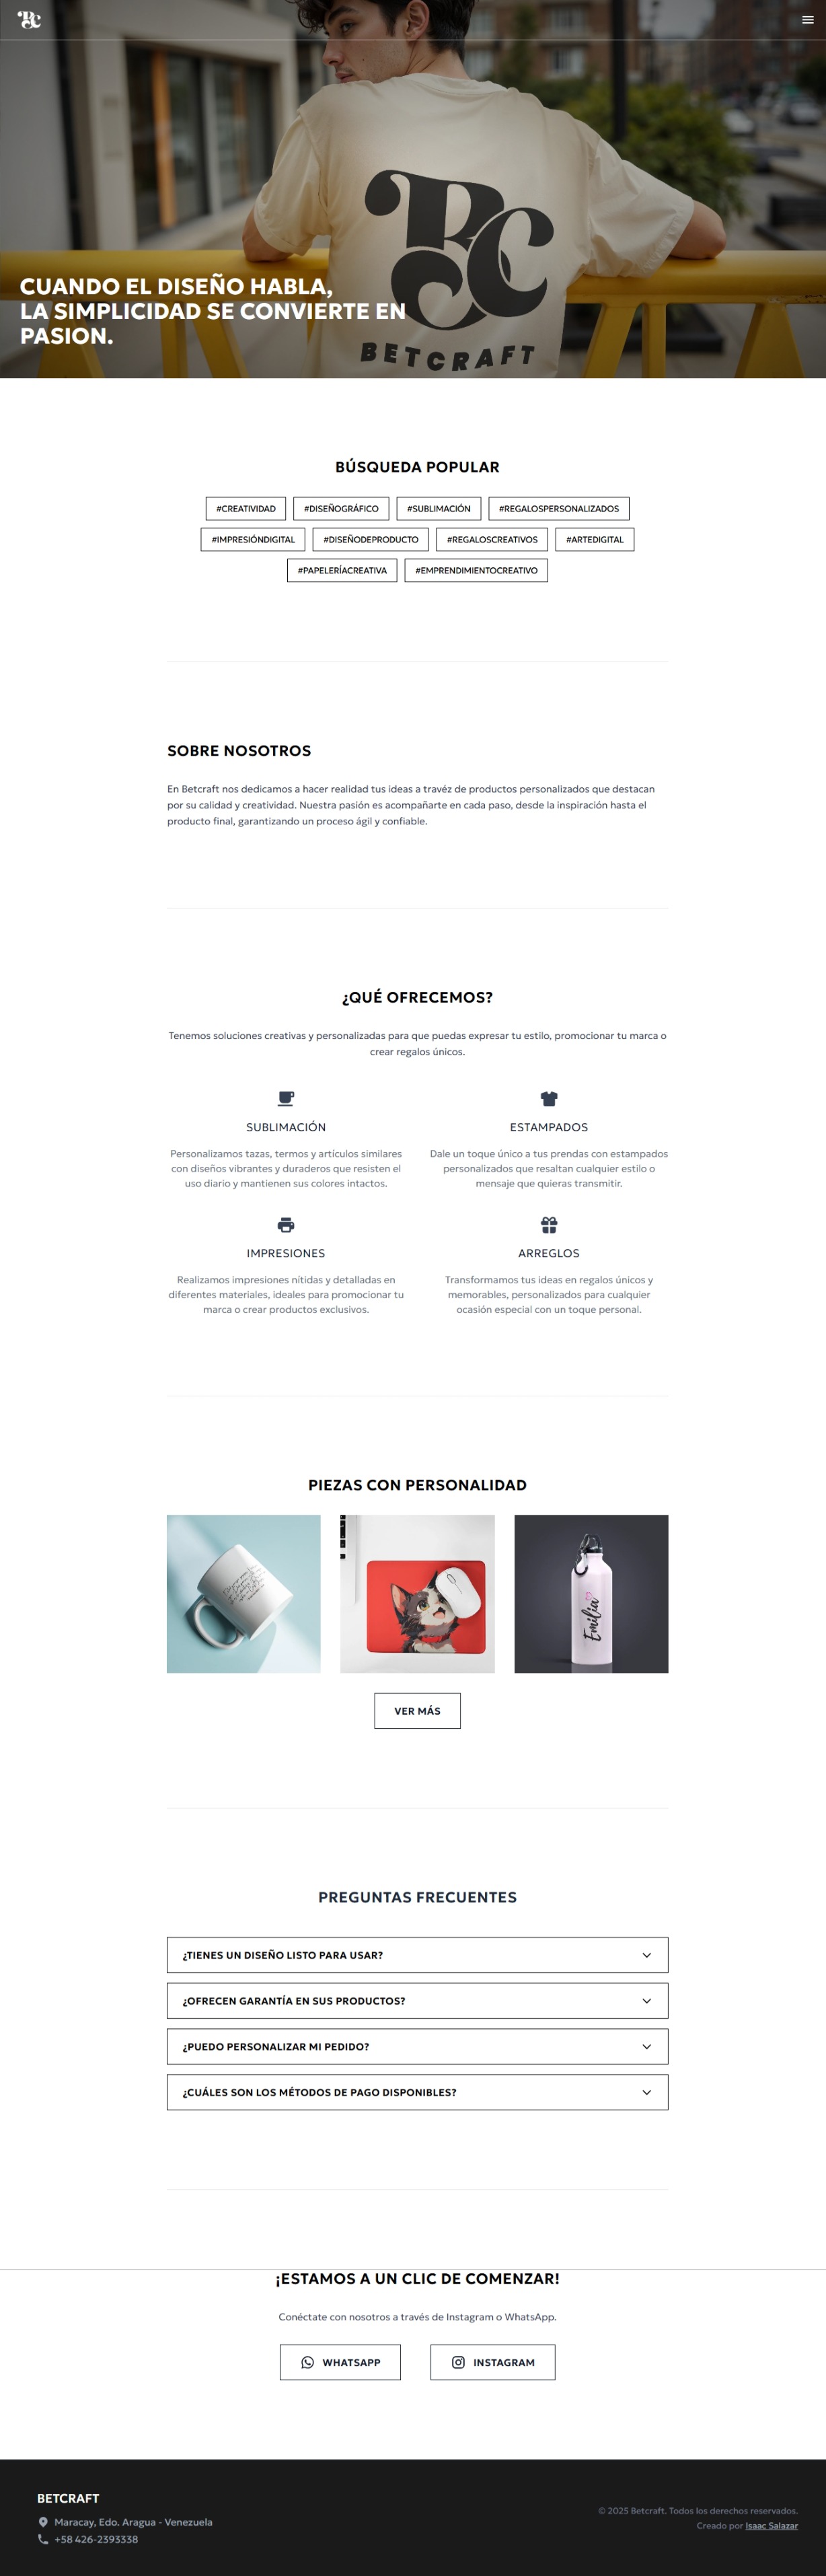 BC
CUANDO EL DISEÑO HABLA,
LA SIMPLICIDAD SE CONVIERTE EN
PASION.
BC
BETCRAFT
BÚSQUEDA POPULAR
#CREATIVIDAD #DISEÑOGRÁFICO #SUBLIMACIÓN #REGALOSPERSONALIZADOS
#IMPRESIÓNDIGITAL #DISEÑODEPRODUCTO #REGALOSCREATIVOS #ARTEDIGITAL
#PAPELERÍACREATIVA #EMPRENDIMIENTOCREATIVO
SOBRE NOSOTROS
En Betcraft nos dedicamos a hacer realidad tus ideas a travéz de productos personalizados que destacan
por su calidad y creatividad. Nuestra pasión es acompañarte en cada paso, desde la inspiración hasta el
producto final, garantizando un proceso ágil y confiable.
¿QUÉ OFRECEMOS?
Tenemos soluciones creativas y personalizadas para que puedas expresar tu estilo, promocionar tu marca o
crear regalos únicos.
SUBLIMACIÓN
Personalizamos tazas, termos y artículos similares
con diseños vibrantes y duraderos que resisten el
uso diario y mantienen sus colores intactos.
ESTAMPADOS
Dale un toque único a tus prendas con estampados
personalizados que resaltan cualquier estilo o
mensaje que quieras transmitir.
IMPRESIONES
Realizamos impresiones nítidas y detalladas en
diferentes materiales, ideales para promocionar tu
marca o crear productos exclusivos.
ARREGLOS
Transformamos tus ideas en regalos únicos y
memorables, personalizados para cualquier
ocasión especial con un toque personal.
PIEZAS CON PERSONALIDAD
Emilia
VER MÁS
PREGUNTAS FRECUENTES
¿TIENES UN DISEÑO LISTO PARA USAR?
¿OFRECEN GARANTÍA EN SUS PRODUCTOS?
¿PUEDO PERSONALIZAR MI PEDIDO?
¿CUÁLES SON LOS MÉTODOS DE PAGO DISPONIBLES?
¡ESTAMOS A UN CLIC DE COMENZAR!
Conéctate con nosotros a través de Instagram o WhatsApp.
WHATSAPP
INSTAGRAM
BETCRAFT
Maracay, Edo. Aragua - Venezuela
+58 426-2393338
© 2025 Betcraft. Todos los derechos reservados.
Creado por Isaac Salazar